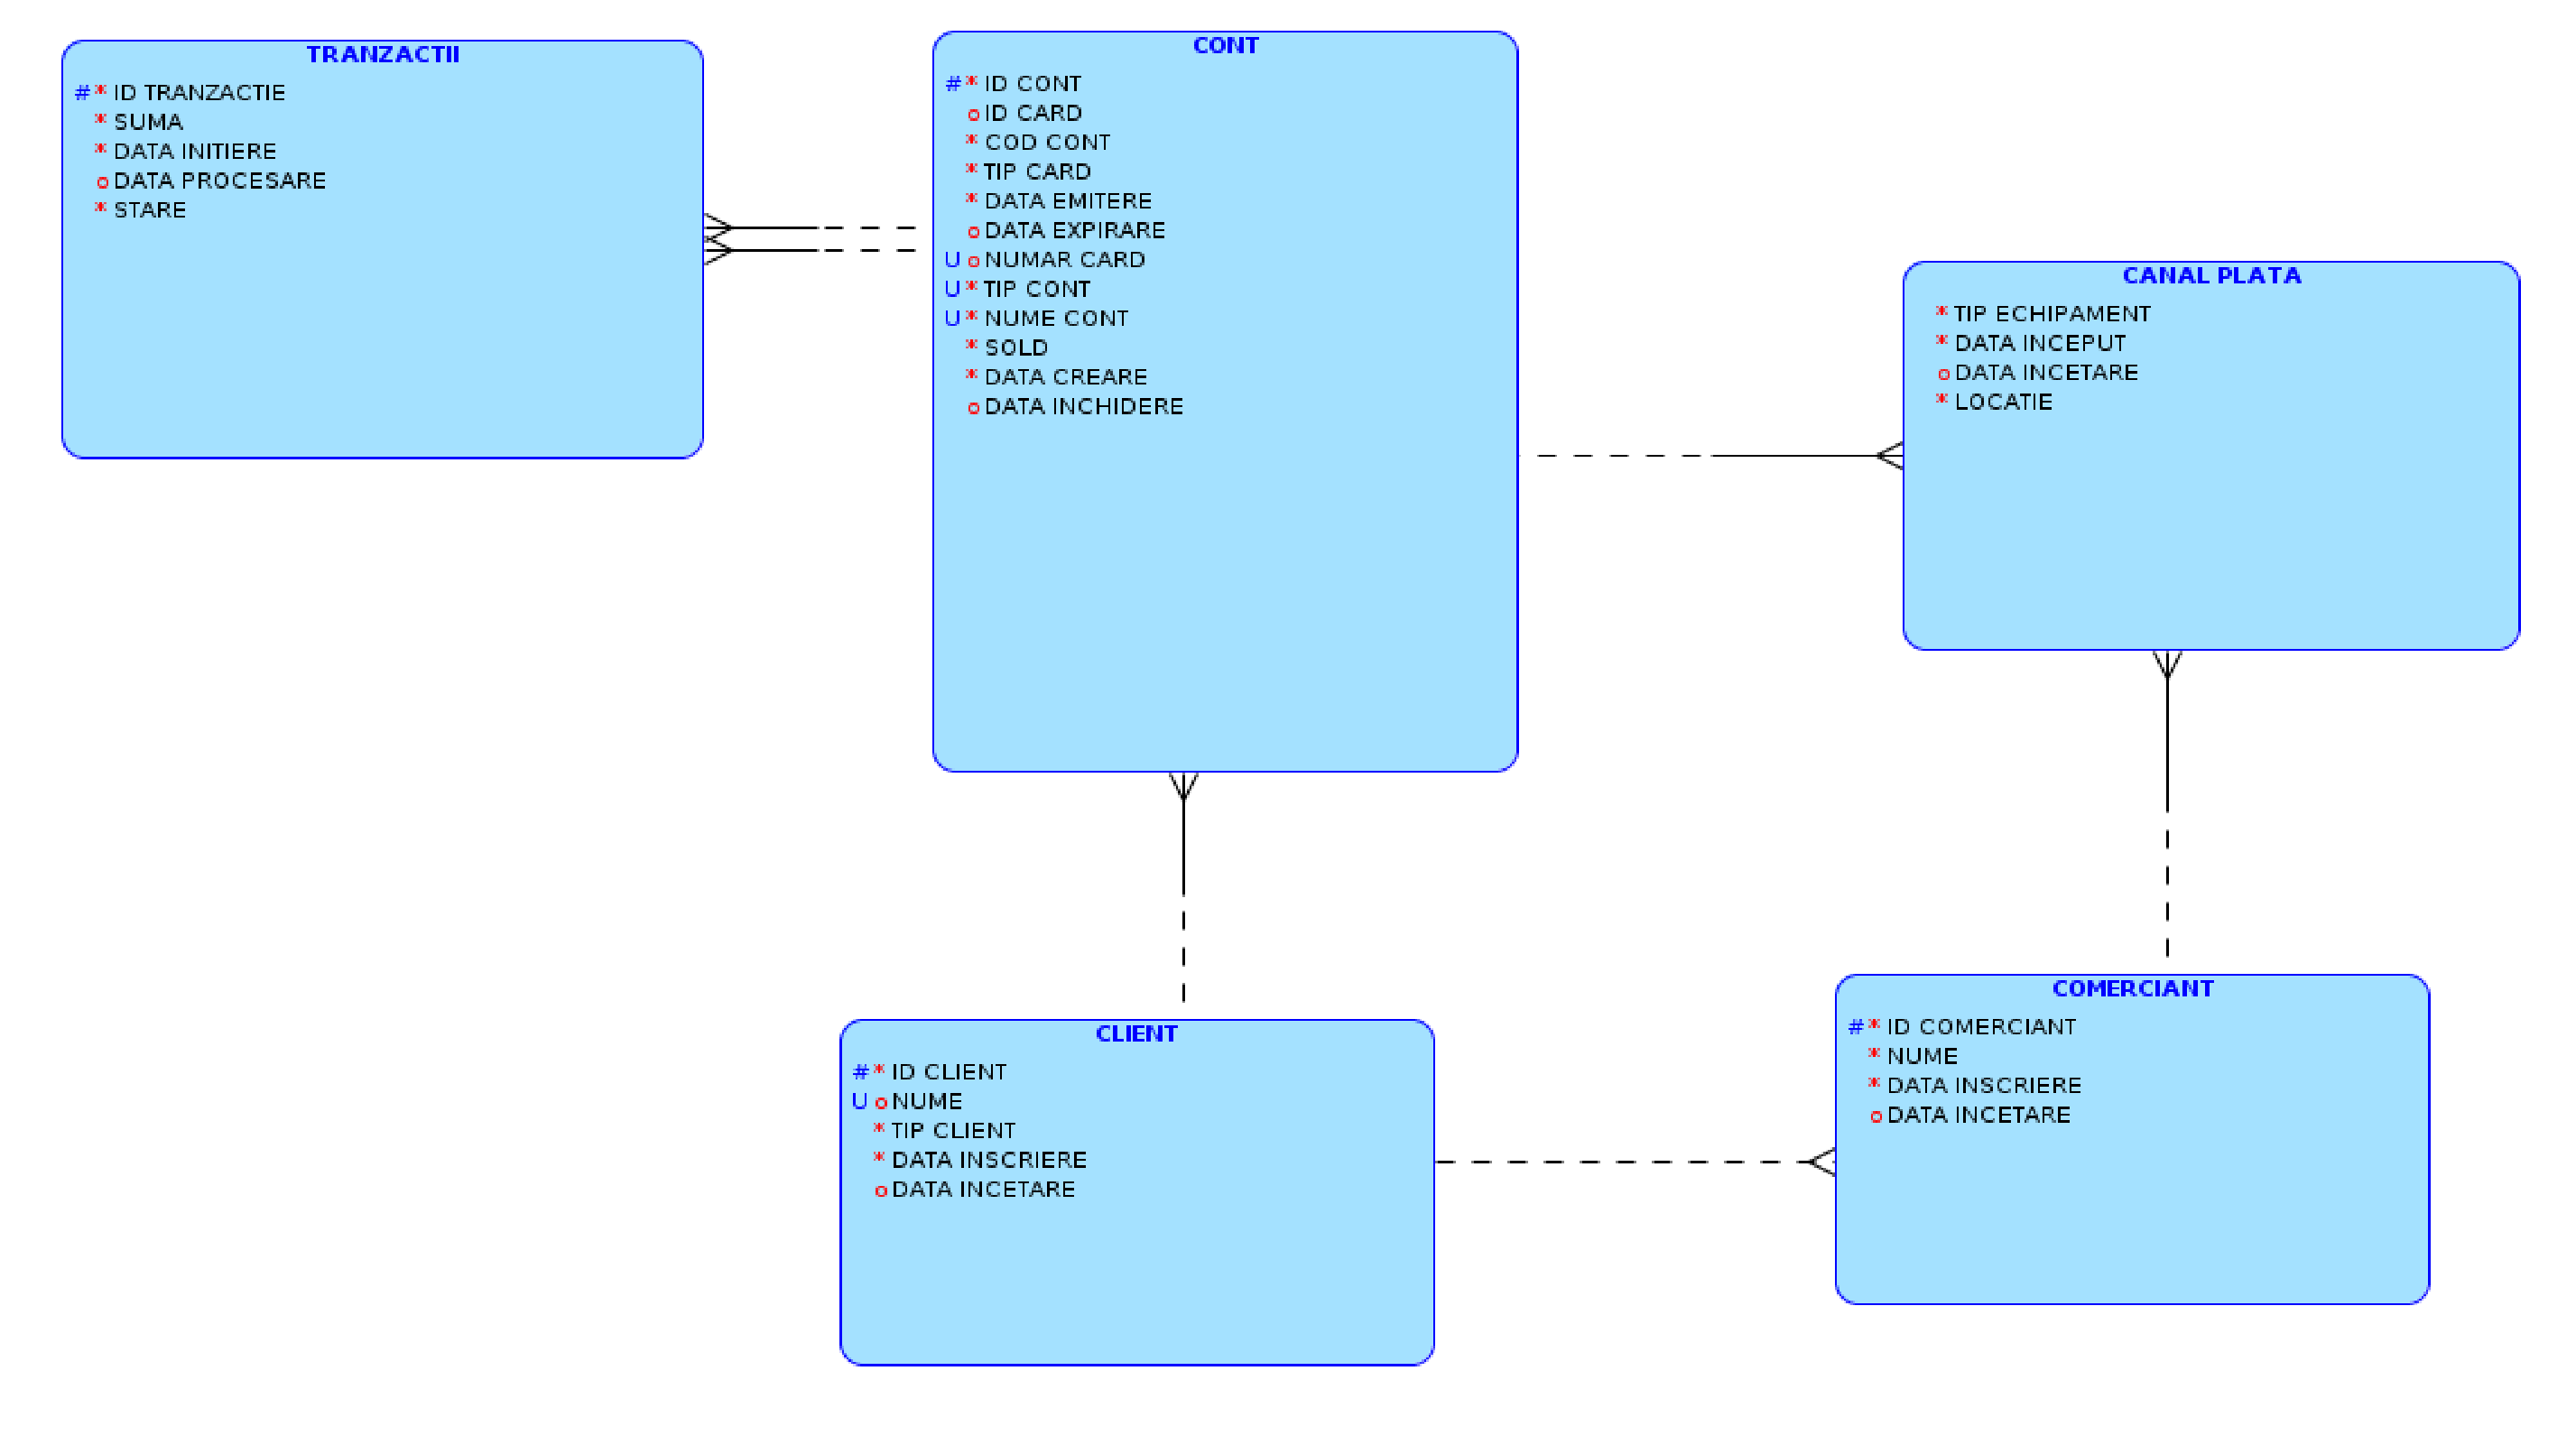 TRANZACTII
#* ID TRANZACTIE
* SUMA
* DATA INITIERE
o DATA PROCESARE
* STARE
CONT
#* ID CONT
o ID CARD
* COD CONT
* TIP CARD
* DATA EMITERE
o DATA EXPIRARE
U o NUMAR CARD
U * TIP CONT
U * NUME CONT
* SOLD
* DATA CREARE
o DATA INCHIDERE
CANAL PLATA
* TIP ECHIPAMENT
* DATA INCEPUT
o DATA INCETARE
* LOCATIE
CLIENT
#* ID CLIENT
U o NUME
* TIP CLIENT
* DATA INSCRIERE
o DATA INCETARE
COMERCIANT
#* ID COMERCIANT
* NUME
* DATA INSCRIERE
o DATA INCETARE